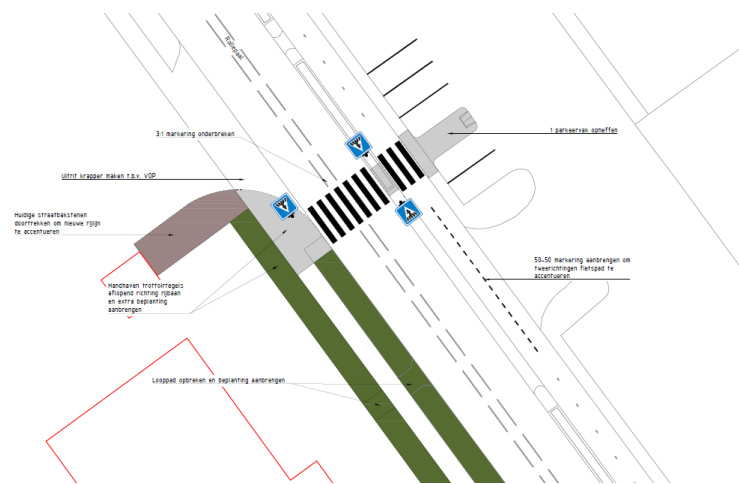 Rollepaal
3:1 markering onderbreken
1 parkeervak opheffen
Uitrit krapper maken t.b.v. VOP
Huidige straatbakstenen
doortrekken om nieuwe rijlijn
te accentueren
50-50 markering aanbrengen om
tweerichtingen fietspad te
accentueren
Handhaven trottoirtegels
aflopend richting rijbaan
en extra beplanting
aanbrengen
Looppad opbreken en beplanting aanbrengen